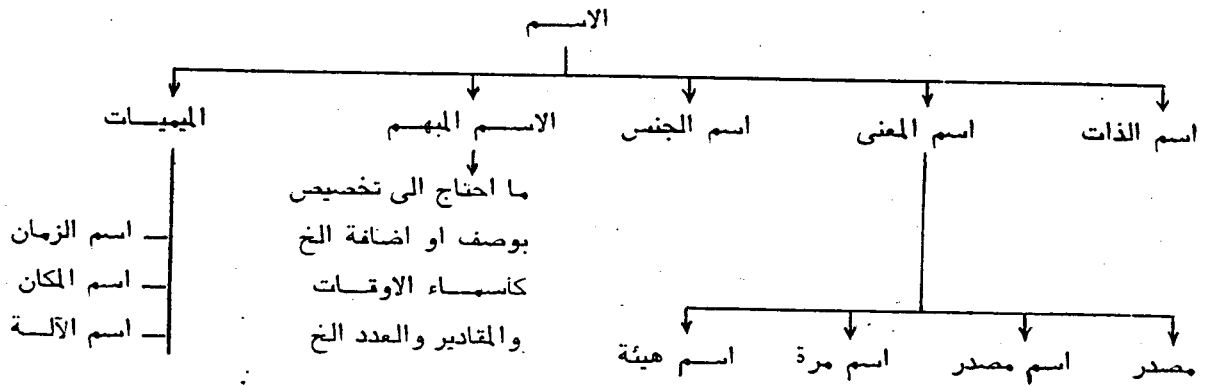 الاسم
اسم الذات
اسم المعنى
اسم الجنس
الاسم المبهم
الميميات
ما احتاج الى تخصيص
بوصف او اضافة الخ
كأسماء الاوقات
والمقادير والعدد الخ
اسم الزمان
اسم المكان
اسم الآلة
مصدر
اسم مصدر
اسم مرة
اسم هيئة